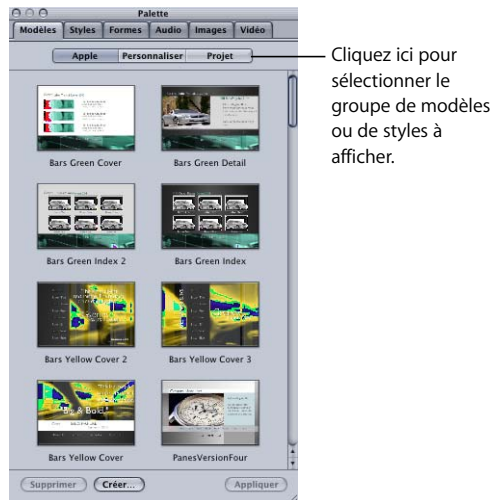 Palette
Modèles Styles Formes Audio Images Vidéo
Apple Personnaliser Projet
Cliquez ici pour
sélectionner le
groupe de modèles
ou de styles à
afficher.
Bars Green Cover Bars Green Detail
Bars Green Index 2 Bars Green Index
Bars Yellow Cover 2 Bars Yellow Cover 3
Bars Yellow Cover PanesVersionFour
Supprimer Créer... Appliquer